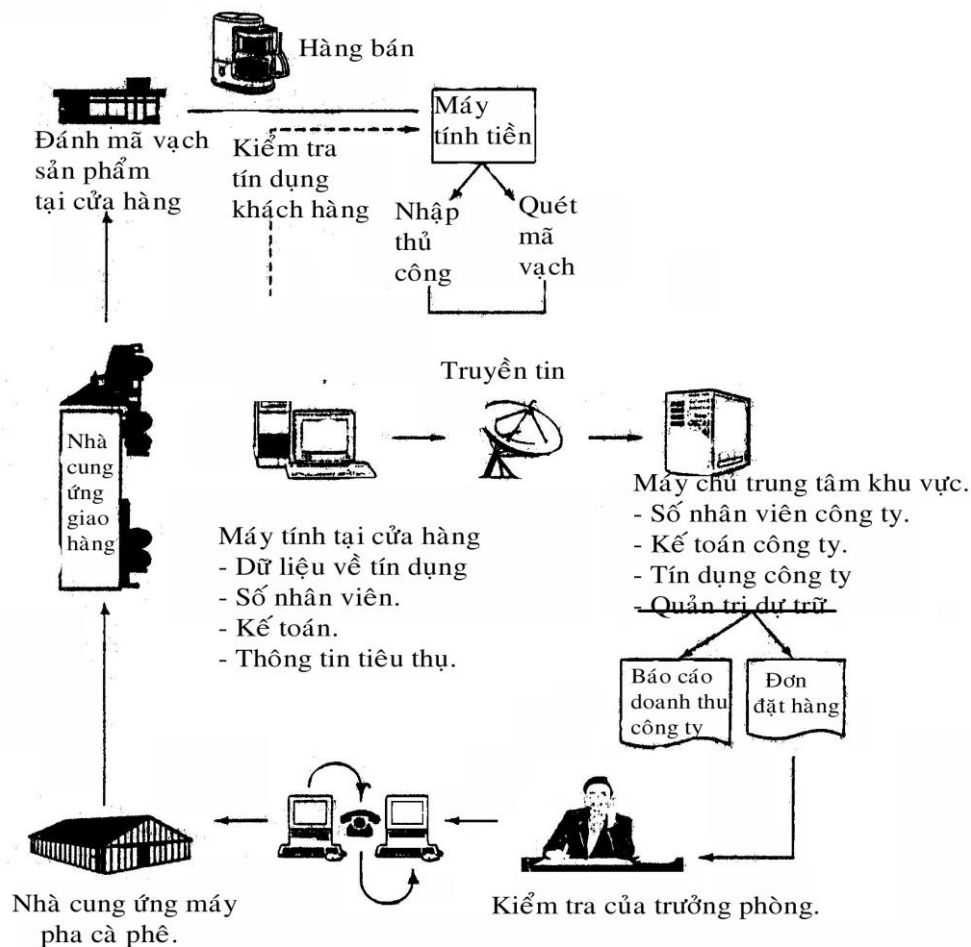 Hàng bán
Máy
tính tiền
Đánh mã vạch
sản phẩm
tại cửa hàng
Kiểm tra
tín dụng
khách hàng
Nhập
thủ
công
Quét
mã
vạch
Truyền tin
Nhà
cung
ứng
giao
hàng
Máy tính tại cửa hàng
- Dữ liệu về tín dụng
- Số nhân viên.
- Kế toán.
- Thông tin tiêu thụ.
Máy chủ trung tâm khu vực.
- Số nhân viên công ty.
- Kế toán công ty.
- Tín dụng công ty
- Quản trị dự trữ
Báo cáo
doanh thu
công ty
Đơn
đặt hàng
Nhà cung ứng máy
pha cà phê.
Kiểm tra của trưởng phòng.